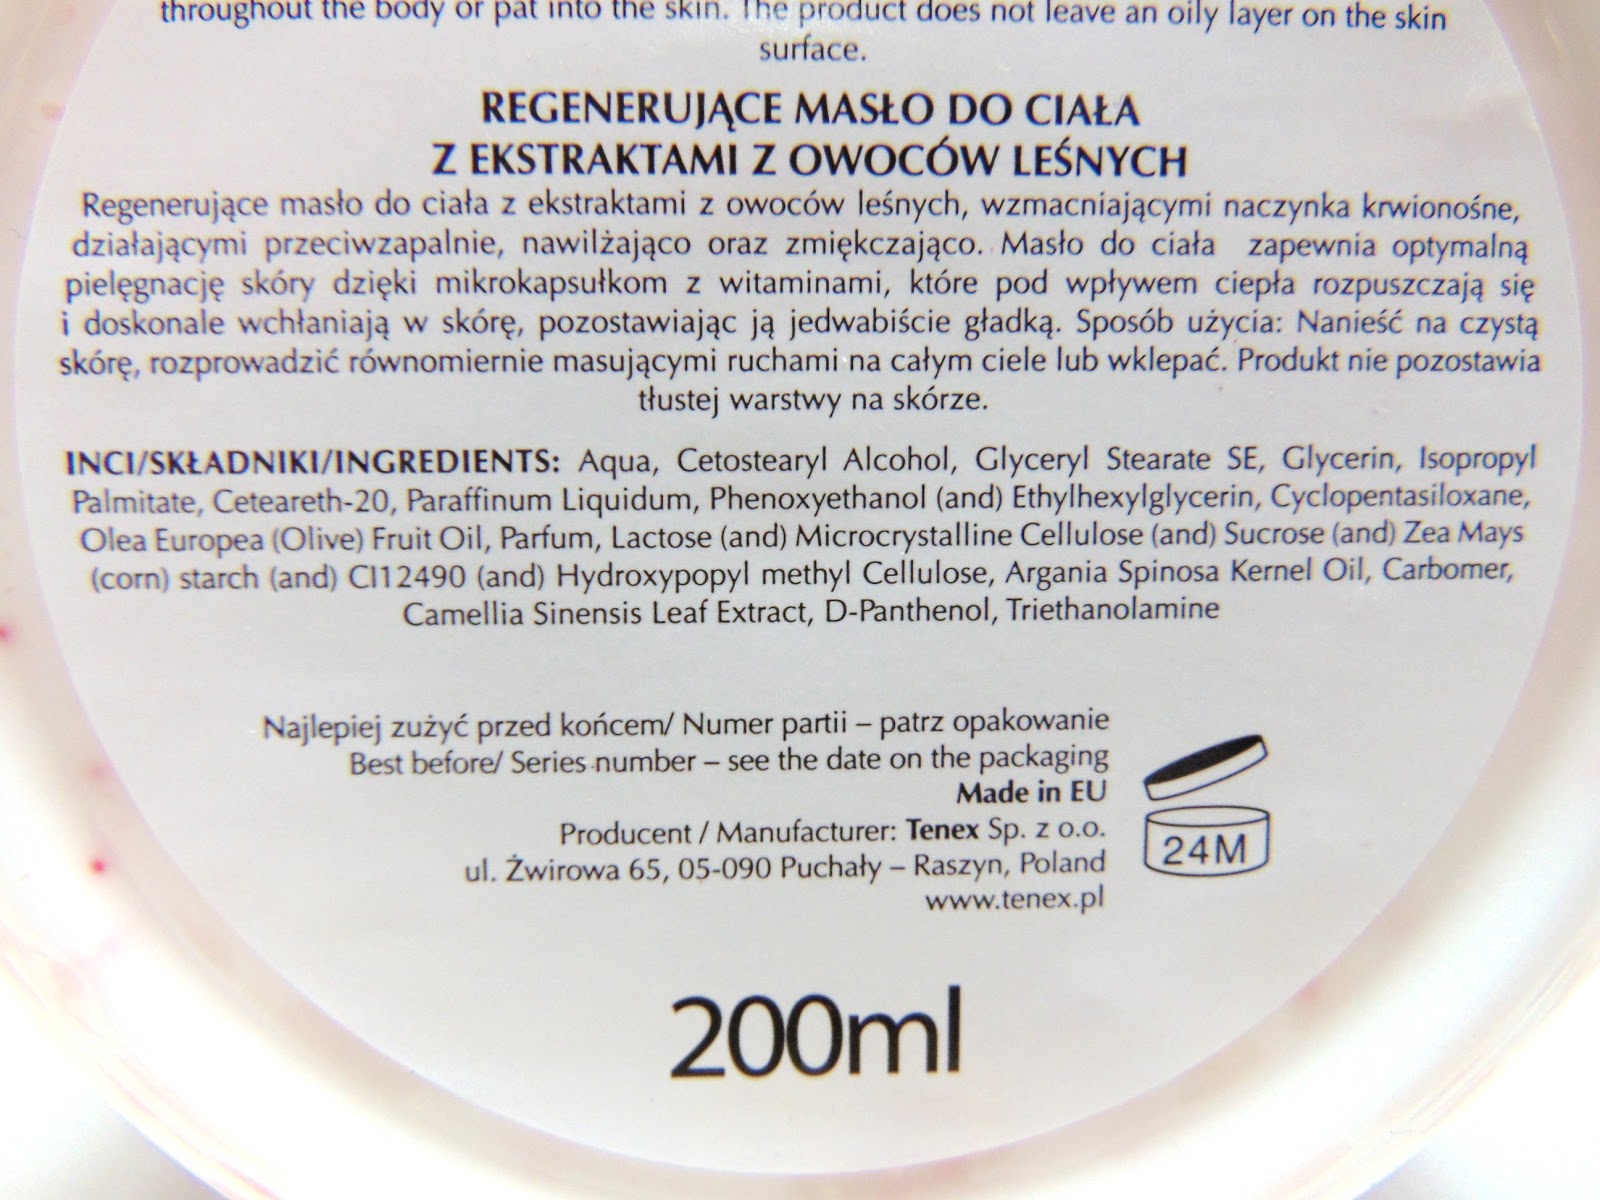 throughout the body or pat into the skin. The product does not leave an oily layer on the skin
surface.
REGENERUJĄCE MASŁO DO CIAŁA
Z EKSTRAKTAMI Z OWOCÓW LEŚNYCH
Regenerujące masło do ciała z ekstraktami z owoców leśnych, wzmacniającymi naczynka krwionośne,
działającymi przeciwzapalnie, nawilżająco oraz zmiękczająco. Masło do ciała zapewnia optymalną
pielęgnację skóry dzięki mikrokapsułkom z witaminami, które pod wpływem ciepła rozpuszczają się
i doskonale wchłaniają w skórę, pozostawiając ją jedwabiście gładką. Sposób użycia: Nanieść na czystą
skórę, rozprowadzić równomiernie masującymi ruchami na całym ciele lub wklepać. Produkt nie pozostawia
tłustej warstwy na skórze.
INCI/SKŁADNIKI/INGREDIENTS: Aqua, Cetostearyl Alcohol, Glyceryl Stearate SE, Glycerin, Isopropyl
Palmitate, Ceteareth-20, Paraffinum Liquidum, Phenoxyethanol (and) Ethylhexylglycerin, Cyclopentasiloxane,
Olea Europea (Olive) Fruit Oil, Parfum, Lactose (and) Microcrystalline Cellulose (and) Sucrose (and) Zea Mays
(corn) starch (and) CI12490 (and) Hydroxypopyl methyl Cellulose, Argania Spinosa Kernel Oil, Carbomer,
Camellia Sinensis Leaf Extract, D-Panthenol, Triethanolamine
Najlepiej zużyć przed końcem/ Numer partii – patrz opakowanie
Best before/ Series number – see the date on the packaging
Made in EU
Producent / Manufacturer: Tenex Sp. z o.o.
ul. Żwirowa 65, 05-090 Puchały – Raszyn, Poland
www.tenex.pl
24M
200ml